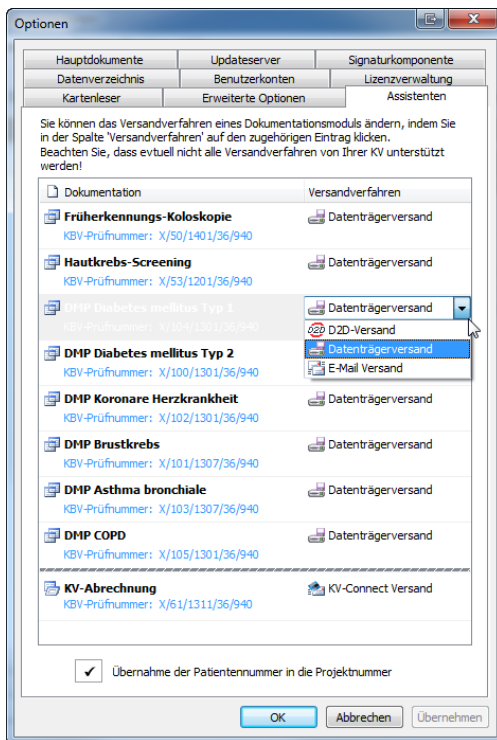 Optionen
Hauptdokumente
Updateserver
Signaturkomponente
Datenverzeichnis
Benutzerkonten
Lizenzverwaltung
Kartenleser
Erweiterte Optionen
Assistenten
Sie können das Versandverfahren eines Dokumentationsmoduls ändern, indem Sie
in der Spalte 'Versandverfahren' auf den zugehörigen Eintrag klicken.
Beachten Sie, dass evtuell nicht alle Versandverfahren von Ihrer KV unterstützt
werden!
Dokumentation
Versandverfahren
Früherkennungs-Koloskopie
Datenträgerversand
KBV-Prüfnummer: X/50/1401/36/940
Hautkrebs-Screening
Datenträgerversand
KBV-Prüfnummer: X/53/1201/36/940
DMP Diabetes mellitus Typ 1
Datenträgerversand
KBV-Prüfnummer: X/104/1301/36/940
D2D D2D-Versand
Datenträgerversand
E-Mail Versand
DMP Diabetes mellitus Typ 2
KBV-Prüfnummer: X/100/1301/36/940
DMP Koronare Herzkrankheit
Datenträgerversand
KBV-Prüfnummer: X/102/1301/36/940
DMP Brustkrebs
Datenträgerversand
KBV-Prüfnummer: X/101/1307/36/940
DMP Asthma bronchiale
Datenträgerversand
KBV-Prüfnummer: X/103/1307/36/940
DMP COPD
Datenträgerversand
KBV-Prüfnummer: X/105/1301/36/940
KV-Abrechnung
KV-Connect Versand
KBV-Prüfnummer: X/61/1311/36/940
Übernahme der Patientennummer in die Projektnummer
OK
Abbrechen
Übernehmen